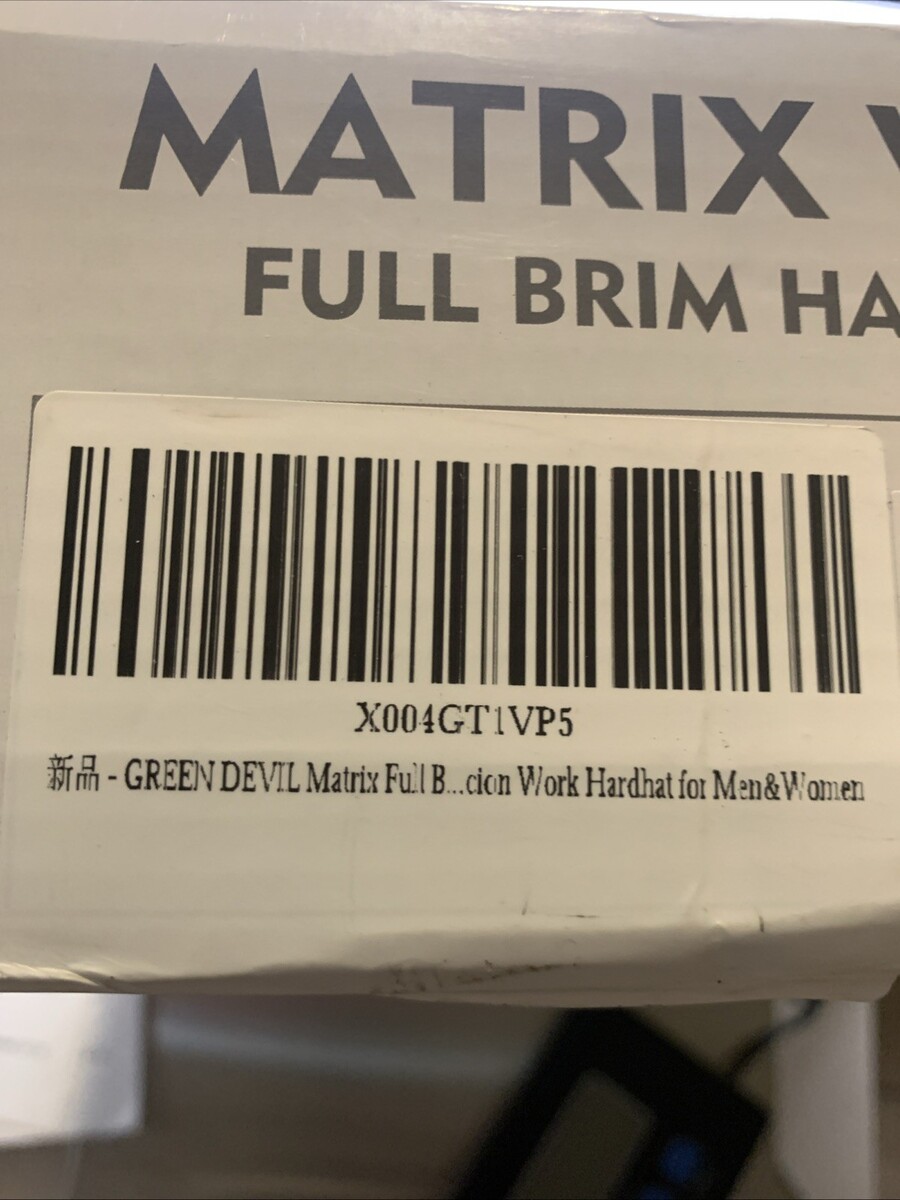 MATRIX
FULL BRIM HA
X004GT1VP5
新品 - GREEN DEVIL Matrix Full B...cion Work Hardhat for Men&Women